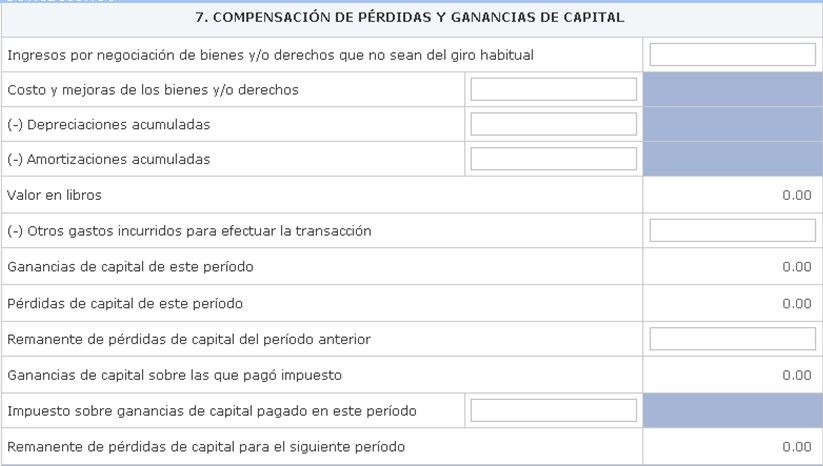 7. COMPENSACIÓN DE PÉRDIDAS Y GANANCIAS DE CAPITAL
Ingresos por negociación de bienes y/o derechos que no sean del giro habitual
Costo y mejoras de los bienes y/o derechos
(-) Depreciaciones acumuladas
(-) Amortizaciones acumuladas
Valor en libros 0.00
(-) Otros gastos incurridos para efectuar la transacción
Ganancias de capital de este período 0.00
Pérdidas de capital de este período 0.00
Remanente de pérdidas de capital del período anterior
Ganancias de capital sobre las que pagó impuesto 0.00
Impuesto sobre ganancias de capital pagado en este período
Remanente de pérdidas de capital para el siguiente período 0.00